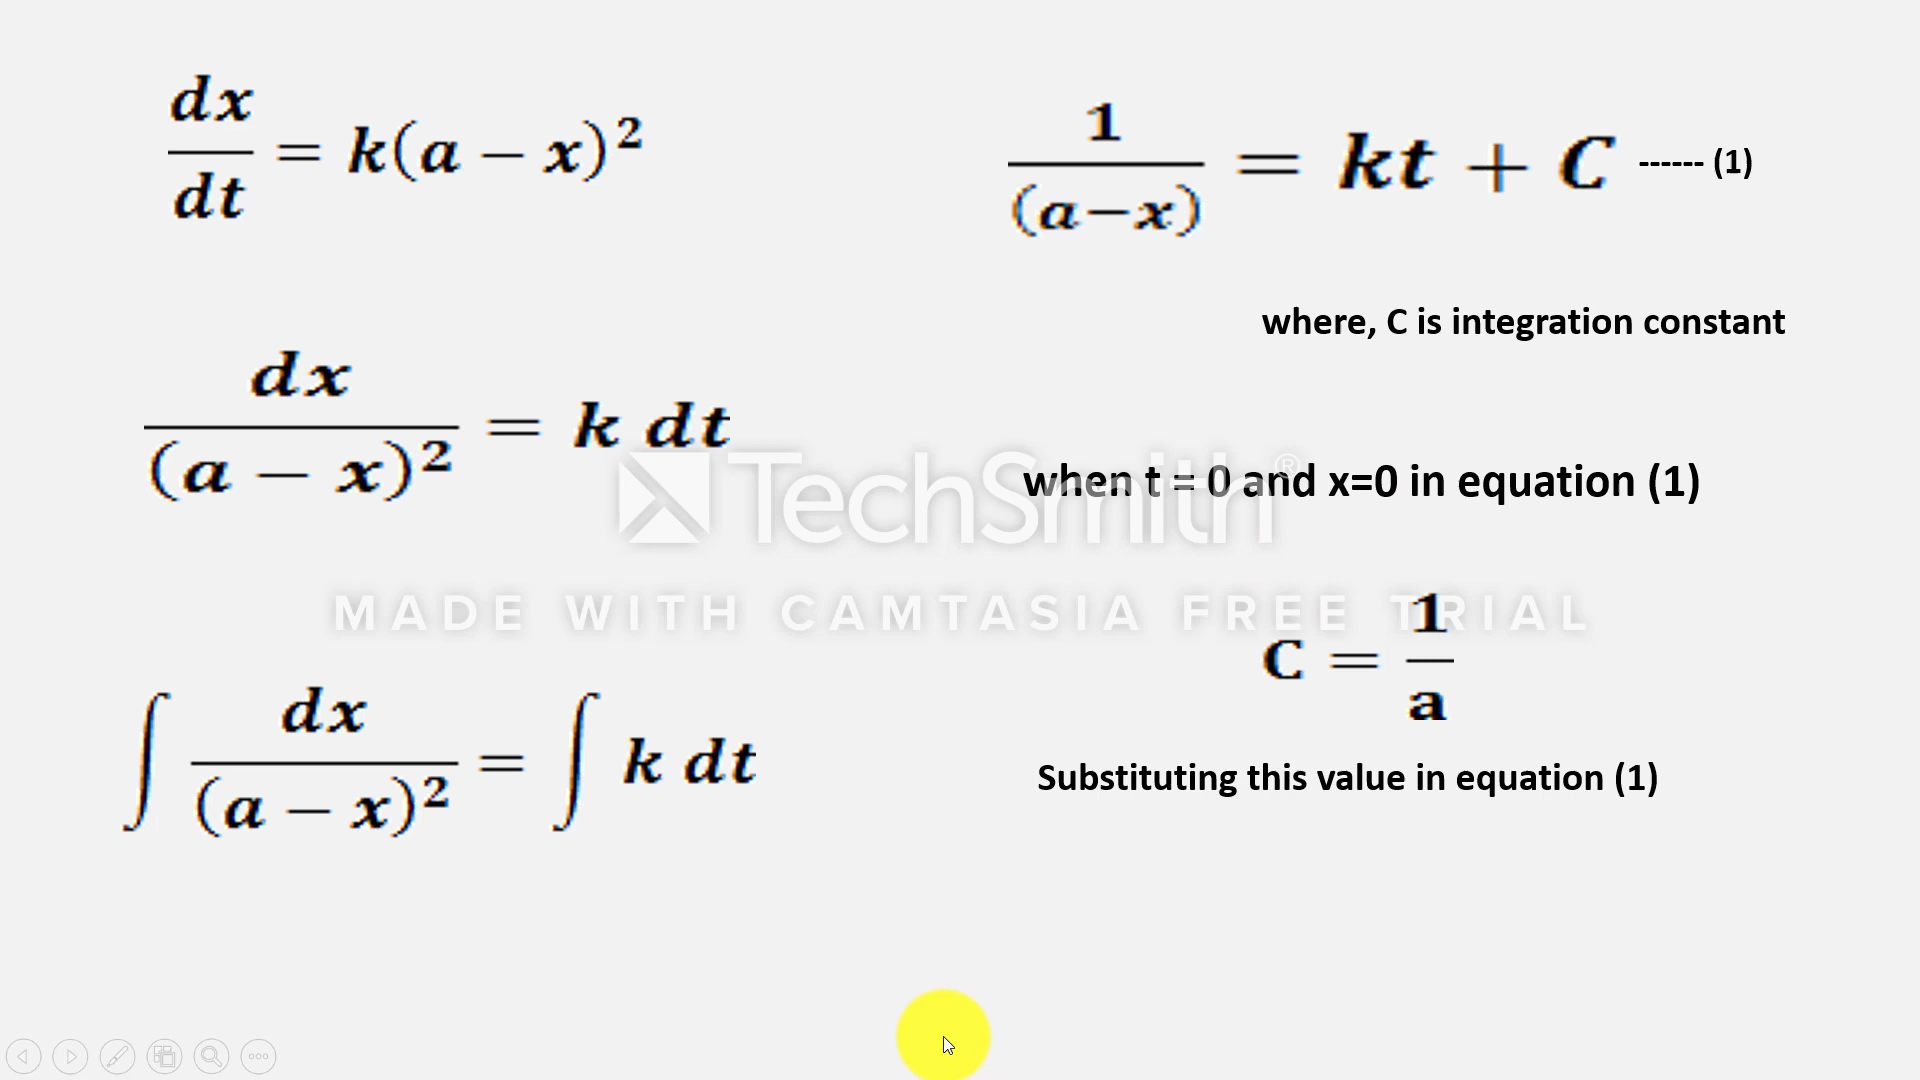 dx/dt = k(a − x)²
dx/(a − x)² = k dt
∫ dx/(a − x)² = ∫ k dt
1/(a−x) = kt + C ------ (1)
where, C is integration constant
when t = 0 and x=0 in equation (1)
C = 1/a
Substituting this value in equation (1)
TechSmith®
MADE WITH CAMTASIA FREE TRIAL